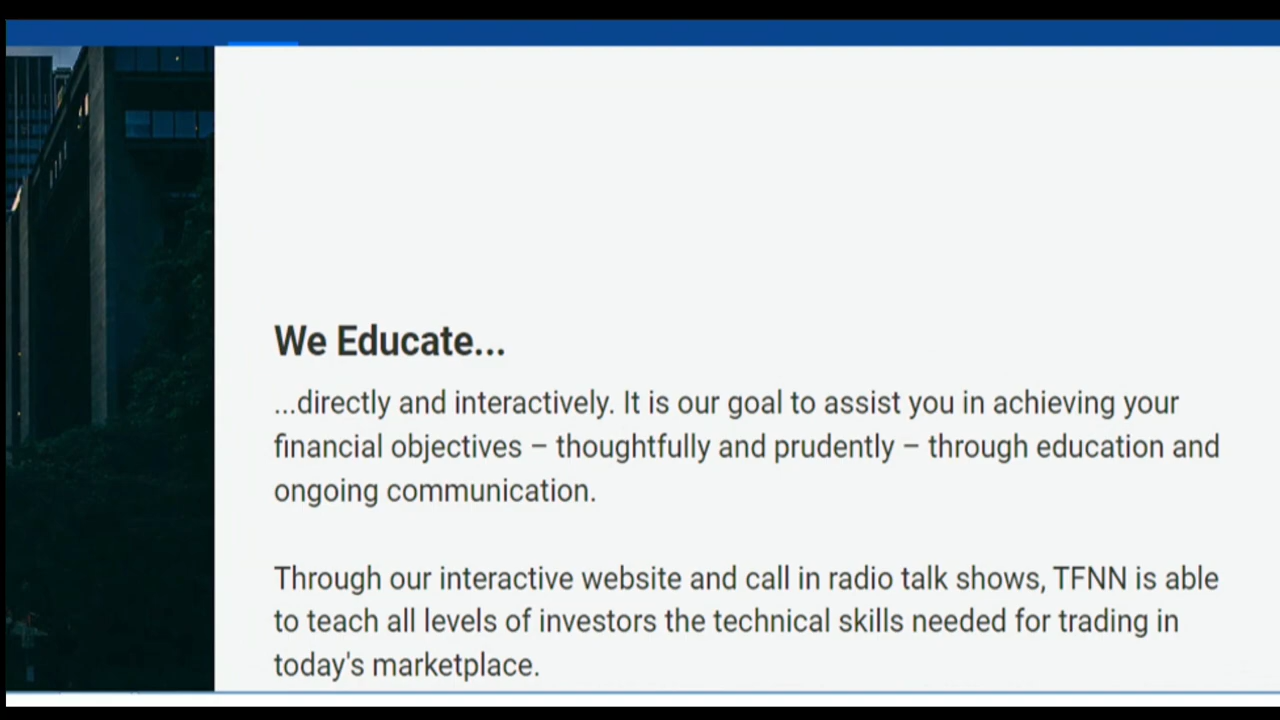 We Educate...
...directly and interactively. It is our goal to assist you in achieving your
financial objectives – thoughtfully and prudently – through education and
ongoing communication.
Through our interactive website and call in radio talk shows, TFNN is able
to teach all levels of investors the technical skills needed for trading in
today's marketplace.